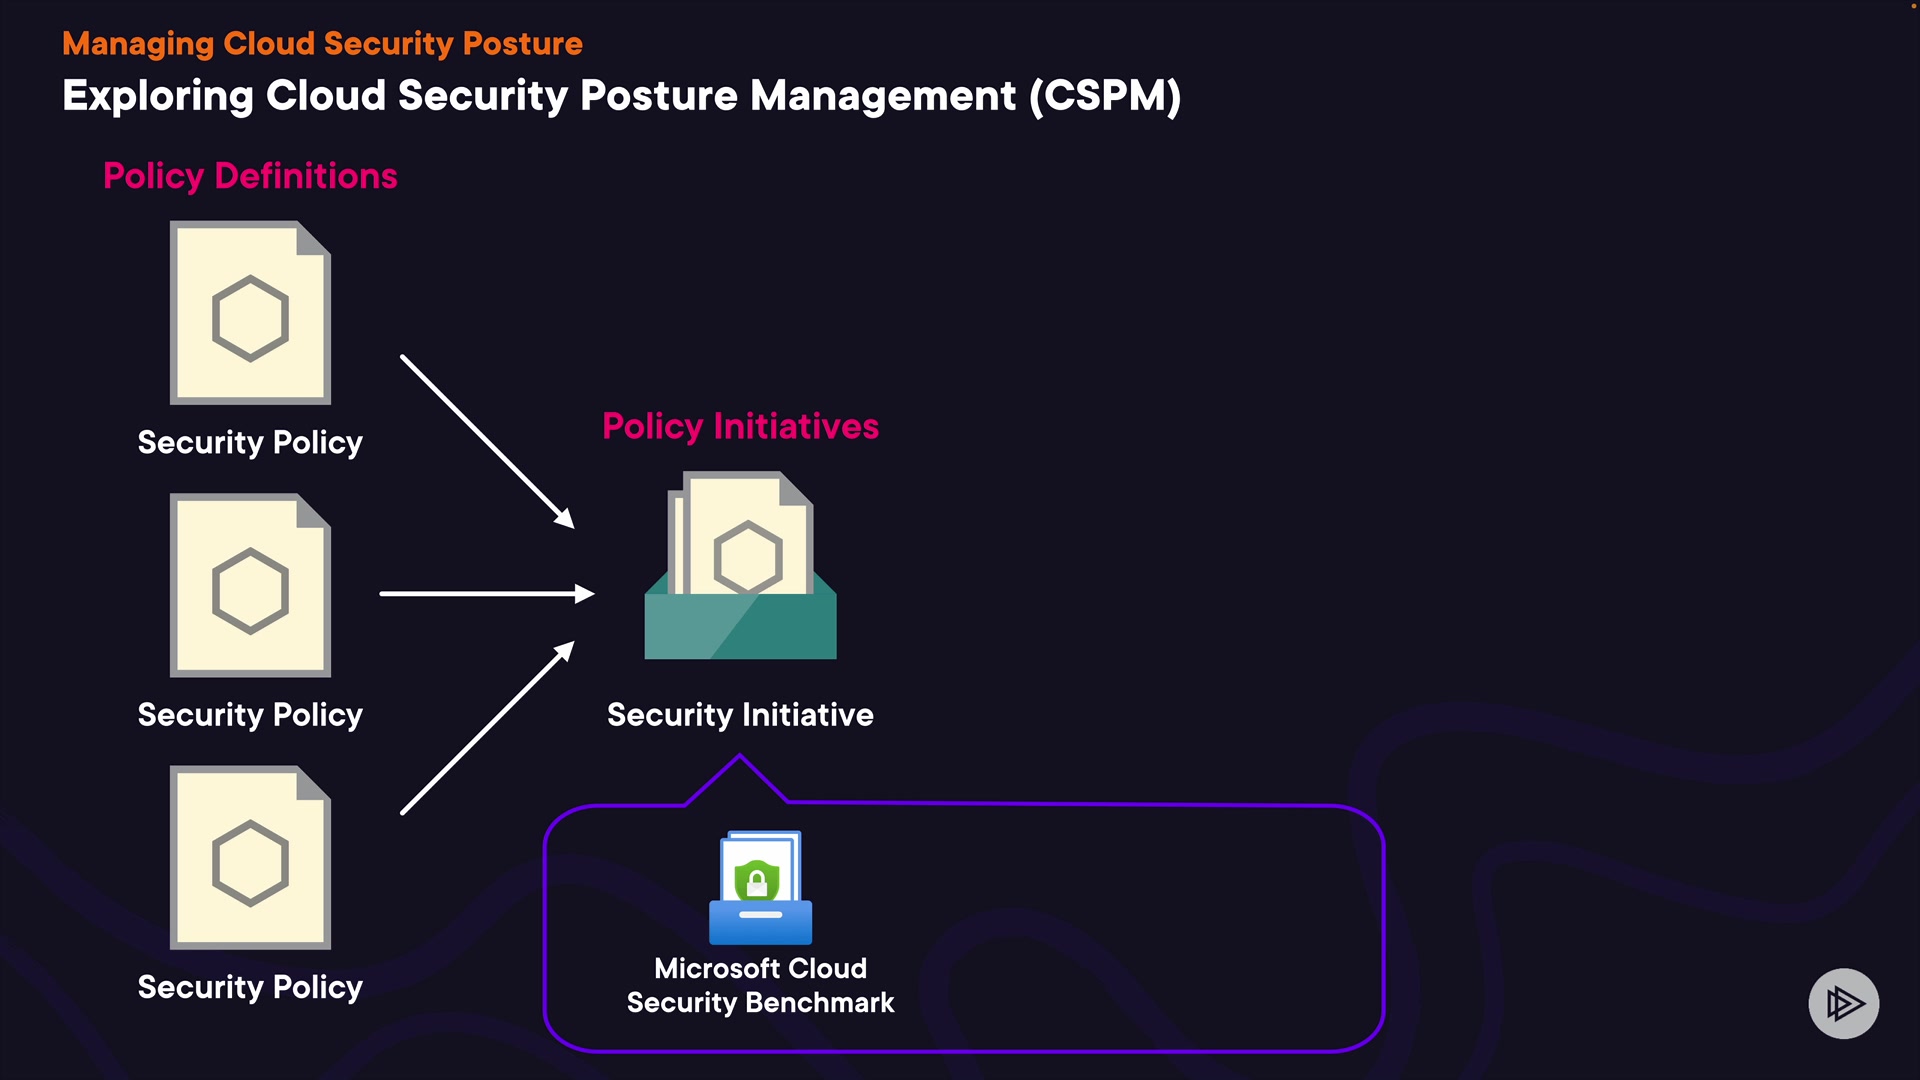 Managing Cloud Security Posture
Exploring Cloud Security Posture Management (CSPM)
Policy Definitions
Security Policy
Security Policy
Security Policy
Policy Initiatives
Security Initiative
Microsoft Cloud
Security Benchmark